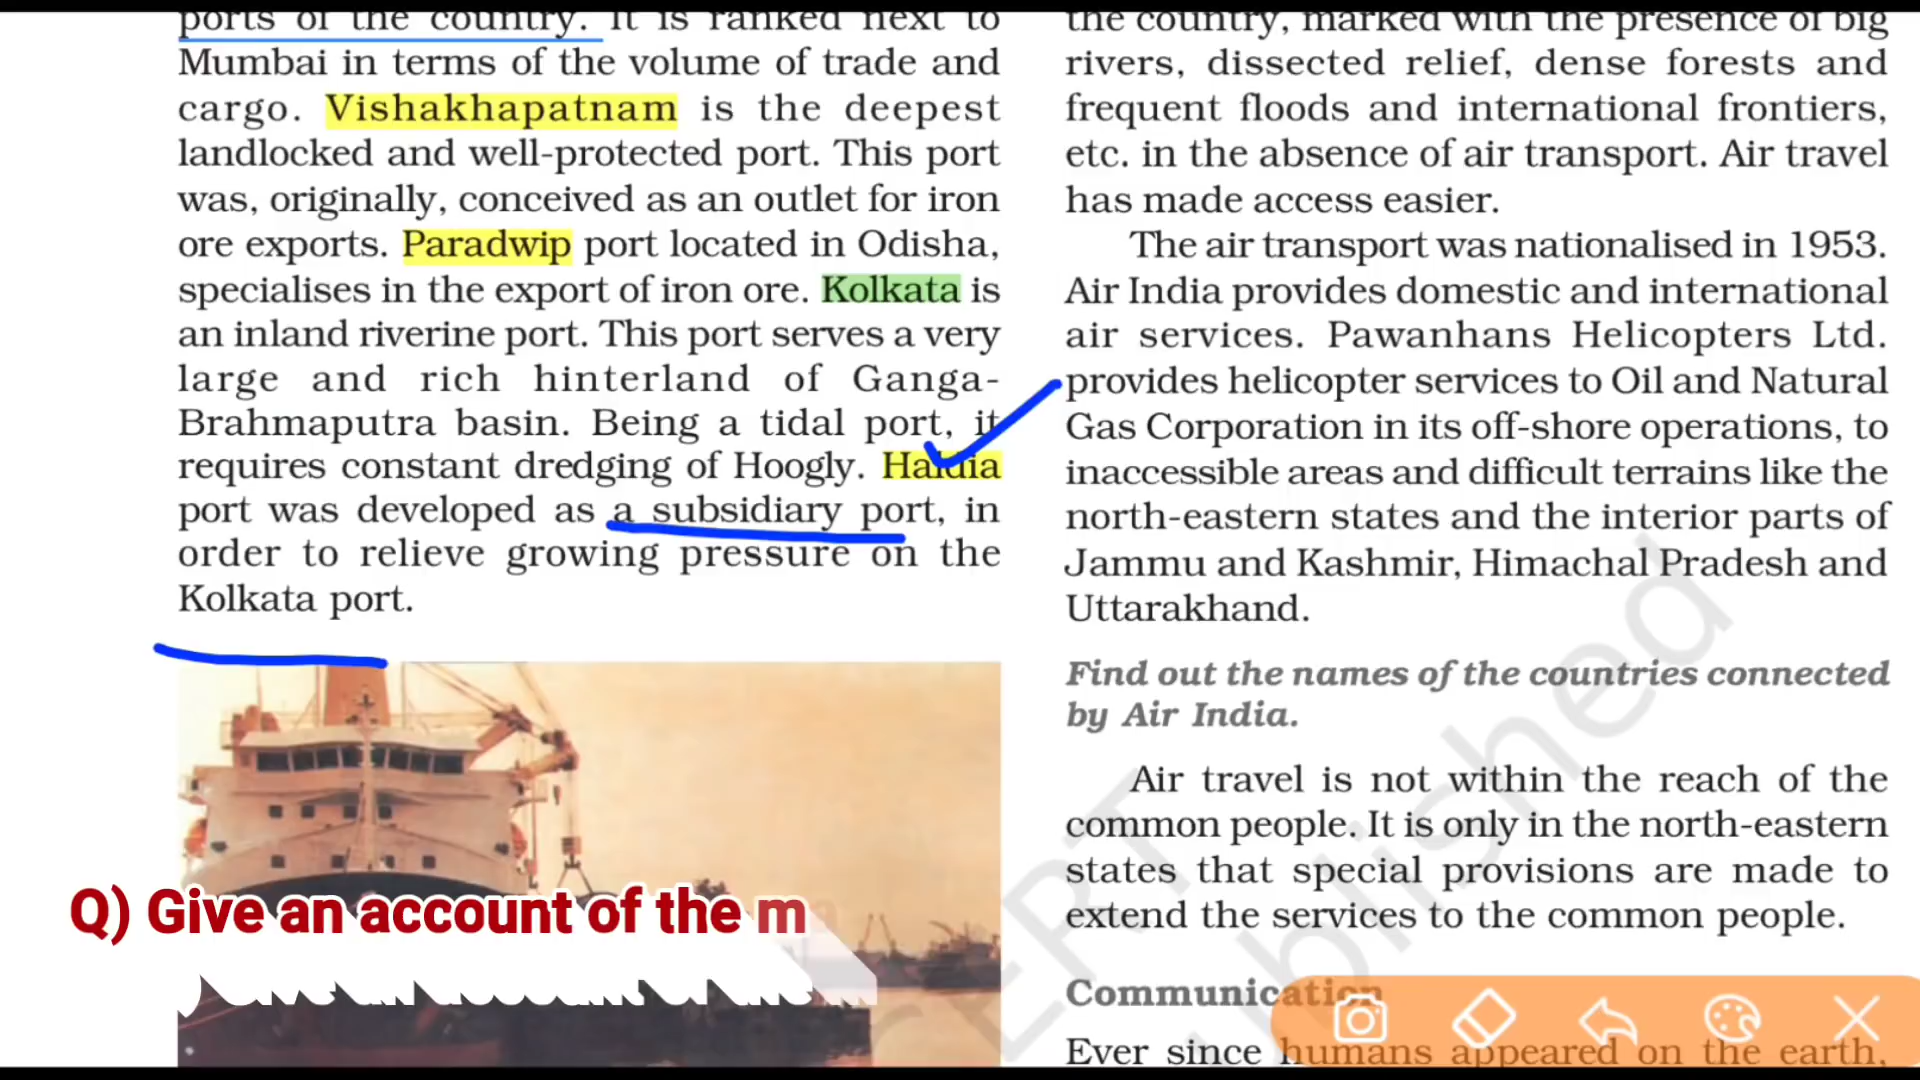 ports of the country. It is ranked next to
Mumbai in terms of the volume of trade and
cargo. Vishakhapatnam is the deepest
landlocked and well-protected port. This port
was, originally, conceived as an outlet for iron
ore exports. Paradwip port located in Odisha,
specialises in the export of iron ore. Kolkata is
an inland riverine port. This port serves a very
large and rich hinterland of Ganga-
Brahmaputra basin. Being a tidal port, it
requires constant dredging of Hoogly. Haldia
port was developed as a subsidiary port, in
order to relieve growing pressure on the
Kolkata port.
Q) Give an account of the m
the country, marked with the presence of big
rivers, dissected relief, dense forests and
frequent floods and international frontiers,
etc. in the absence of air transport. Air travel
has made access easier.
The air transport was nationalised in 1953.
Air India provides domestic and international
air services. Pawanhans Helicopters Ltd.
provides helicopter services to Oil and Natural
Gas Corporation in its off-shore operations, to
inaccessible areas and difficult terrains like the
north-eastern states and the interior parts of
Jammu and Kashmir, Himachal Pradesh and
Uttarakhand.
Find out the names of the countries connected
by Air India.
Air travel is not within the reach of the
common people. It is only in the north-eastern
states that special provisions are made to
extend the services to the common people.
Communication
Ever since humans appeared on the earth,